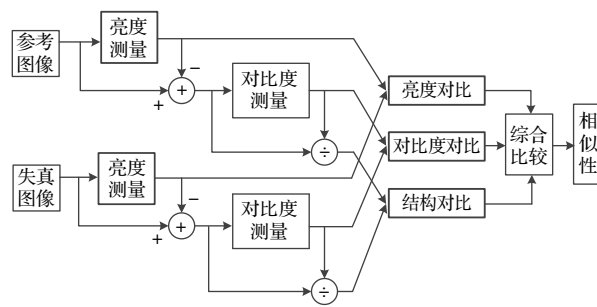 参考
图像
亮度
测量
−
+
+
对比度
测量
÷
失真
图像
亮度
测量
−
+
+
对比度
测量
÷
亮度对比
对比度对比
结构对比
综合
比较
相
似
性